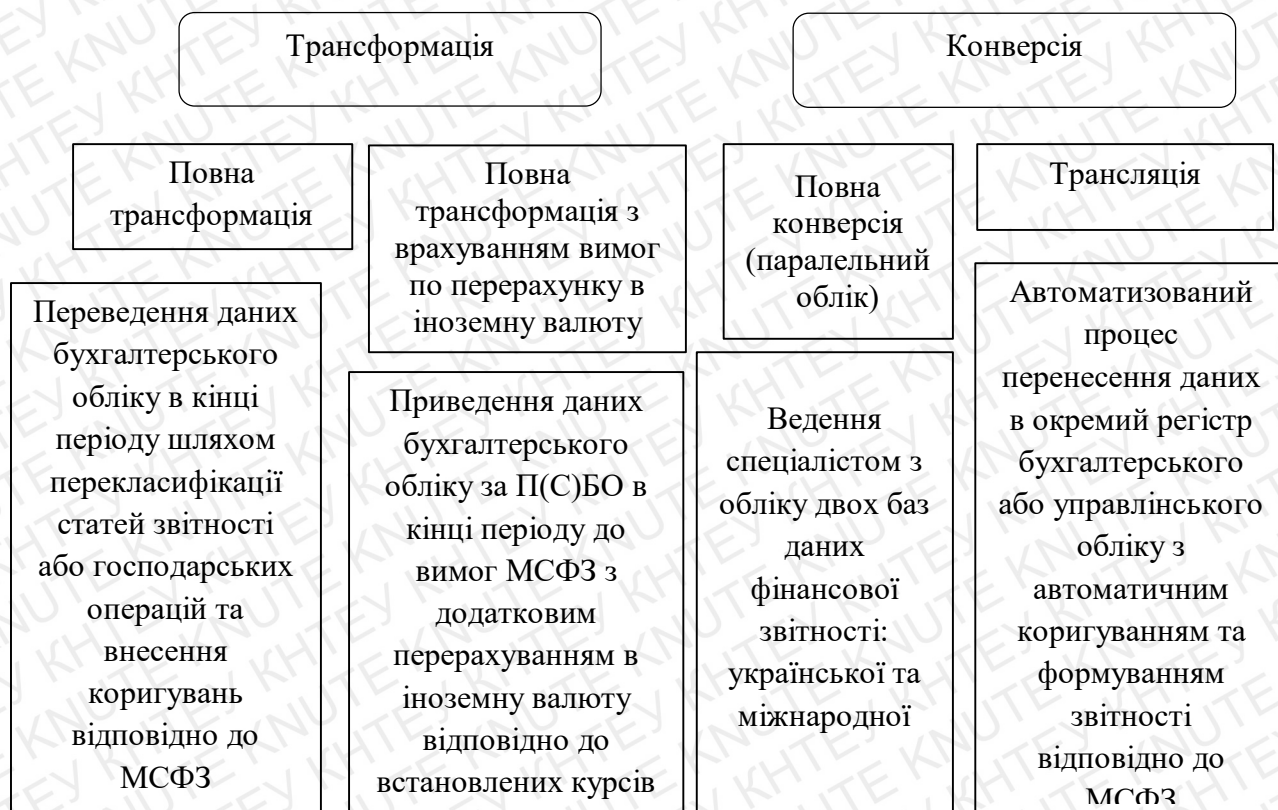 Трансформація
Конверсія
Повна
трансформація
Повна
трансформація з
врахуванням вимог
по перерахунку в
іноземну валюту
Повна
конверсія
(паралельний
облік)
Трансляція
Переведення даних
бухгалтерського
обліку в кінці
періоду шляхом
перекласифікації
статей звітності
або господарських
операцій та
внесення
коригувань
відповідно до
МСФЗ
Приведення даних
бухгалтерського
обліку за П(С)БО в
кінці періоду до
вимог МСФЗ з
додатковим
перерахуванням в
іноземну валюту
відповідно до
встановлених курсів
Ведення
спеціалістом з
обліку двох баз
даних
фінансової
звітності:
української та
міжнародної
Автоматизований
процес
перенесення даних
в окремий регістр
бухгалтерського
або управлінського
обліку з
автоматичним
коригуванням та
формуванням
звітності
відповідно до
МСФЗ